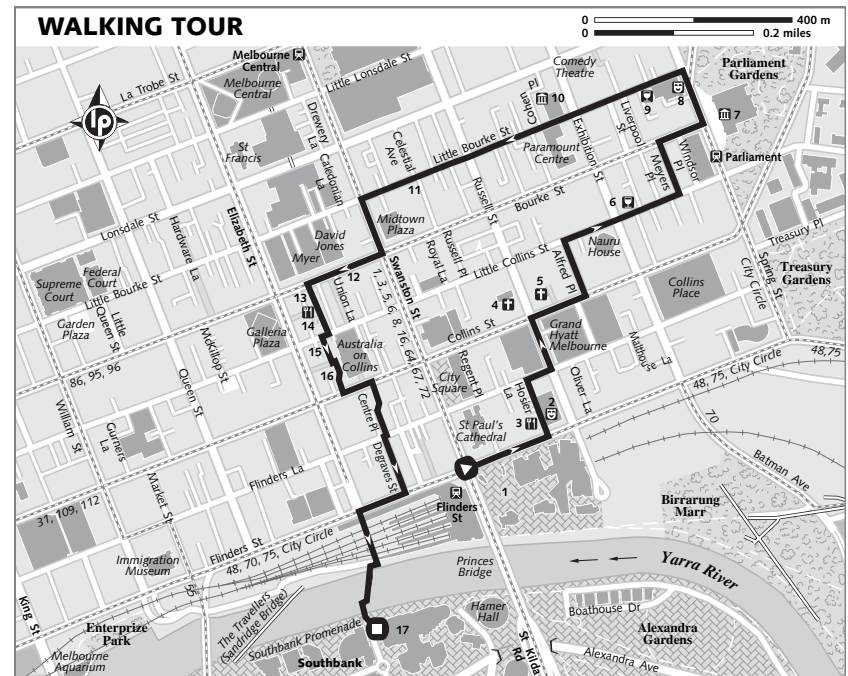 WALKING TOUR
0 400 m
0 0.2 miles
Melbourne
Central
La Trobe St
Melbourne
Central
Little Lonsdale St
Comedy
Theatre
Parliament
Gardens
Cohen Pl
10
9
8
7
lp
St
Francis
Drewery
La
Caledonian
La
Celestial
Ave
Little Bourke St
Paramount
Centre
Exhibition St
Liverpool
St
Meyers
Pl
Windsor
Pl
Parliament
11
Lonsdale St
Hardware La
Elizabeth St
David
Jones
Myer
Midtown
Plaza
Russell St
Bourke St
6
Nauru
House
Treasury Pl
Supreme
Court
Federal
Court
Little Bourke St
12
Swanston St
1, 3, 5, 6, 8, 16, 64, 67, 72
Royal La
Russell Pl
Little Collins St
Alfred Pl
5
4
Collins
Place
Spring St
City Circle
Treasury
Gardens
Garden
Plaza
Little
Queen St
McKillop St
Galleria
Plaza
13
14
Union La
15
16
Australia
on
Collins
Collins St
Grand
Hyatt
Melbourne
Malthouse La
86, 95, 96
Queen St
City
Square
Regent Pl
Hosier
La
Oliver La
48, 75, City Circle
48,75
William St
Gurners
La
Centre Pl
Degraves St
St Paul's
Cathedral
3
2
70
Batman Ave
31, 109, 112
Market St
Flinders La
1
Flinders
St
Birrarung
Marr
Immigration
Museum
Flinders St
48, 70, 75, City Circle
Princes
Bridge
Yarra River
55
King St
Enterprize
Park
The Travellers
(Sandridge Bridge)
Southbank Promenade
17
Hamer
Hall
Boathouse Dr
Alexandra
Gardens
Melbourne
Aquarium
Southbank
St Kilda
Rd
Alexandra Ave